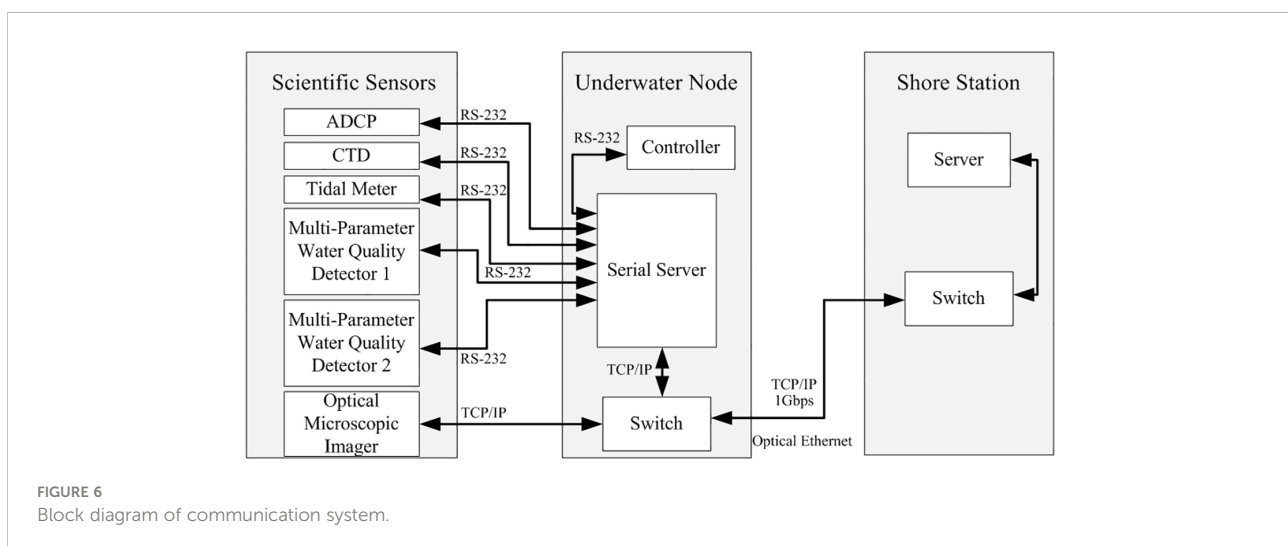 Scientific Sensors
ADCP
CTD
Tidal Meter
Multi-Parameter
Water Quality
Detector 1
Multi-Parameter
Water Quality
Detector 2
Optical
Microscopic
Imager
RS-232
RS-232
RS-232
RS-232
RS-232
TCP/IP
Underwater Node
RS-232
Controller
Serial Server
TCP/IP
Switch
TCP/IP
1Gbps
Optical Ethernet
Shore Station
Server
Switch
FIGURE 6
Block diagram of communication system.